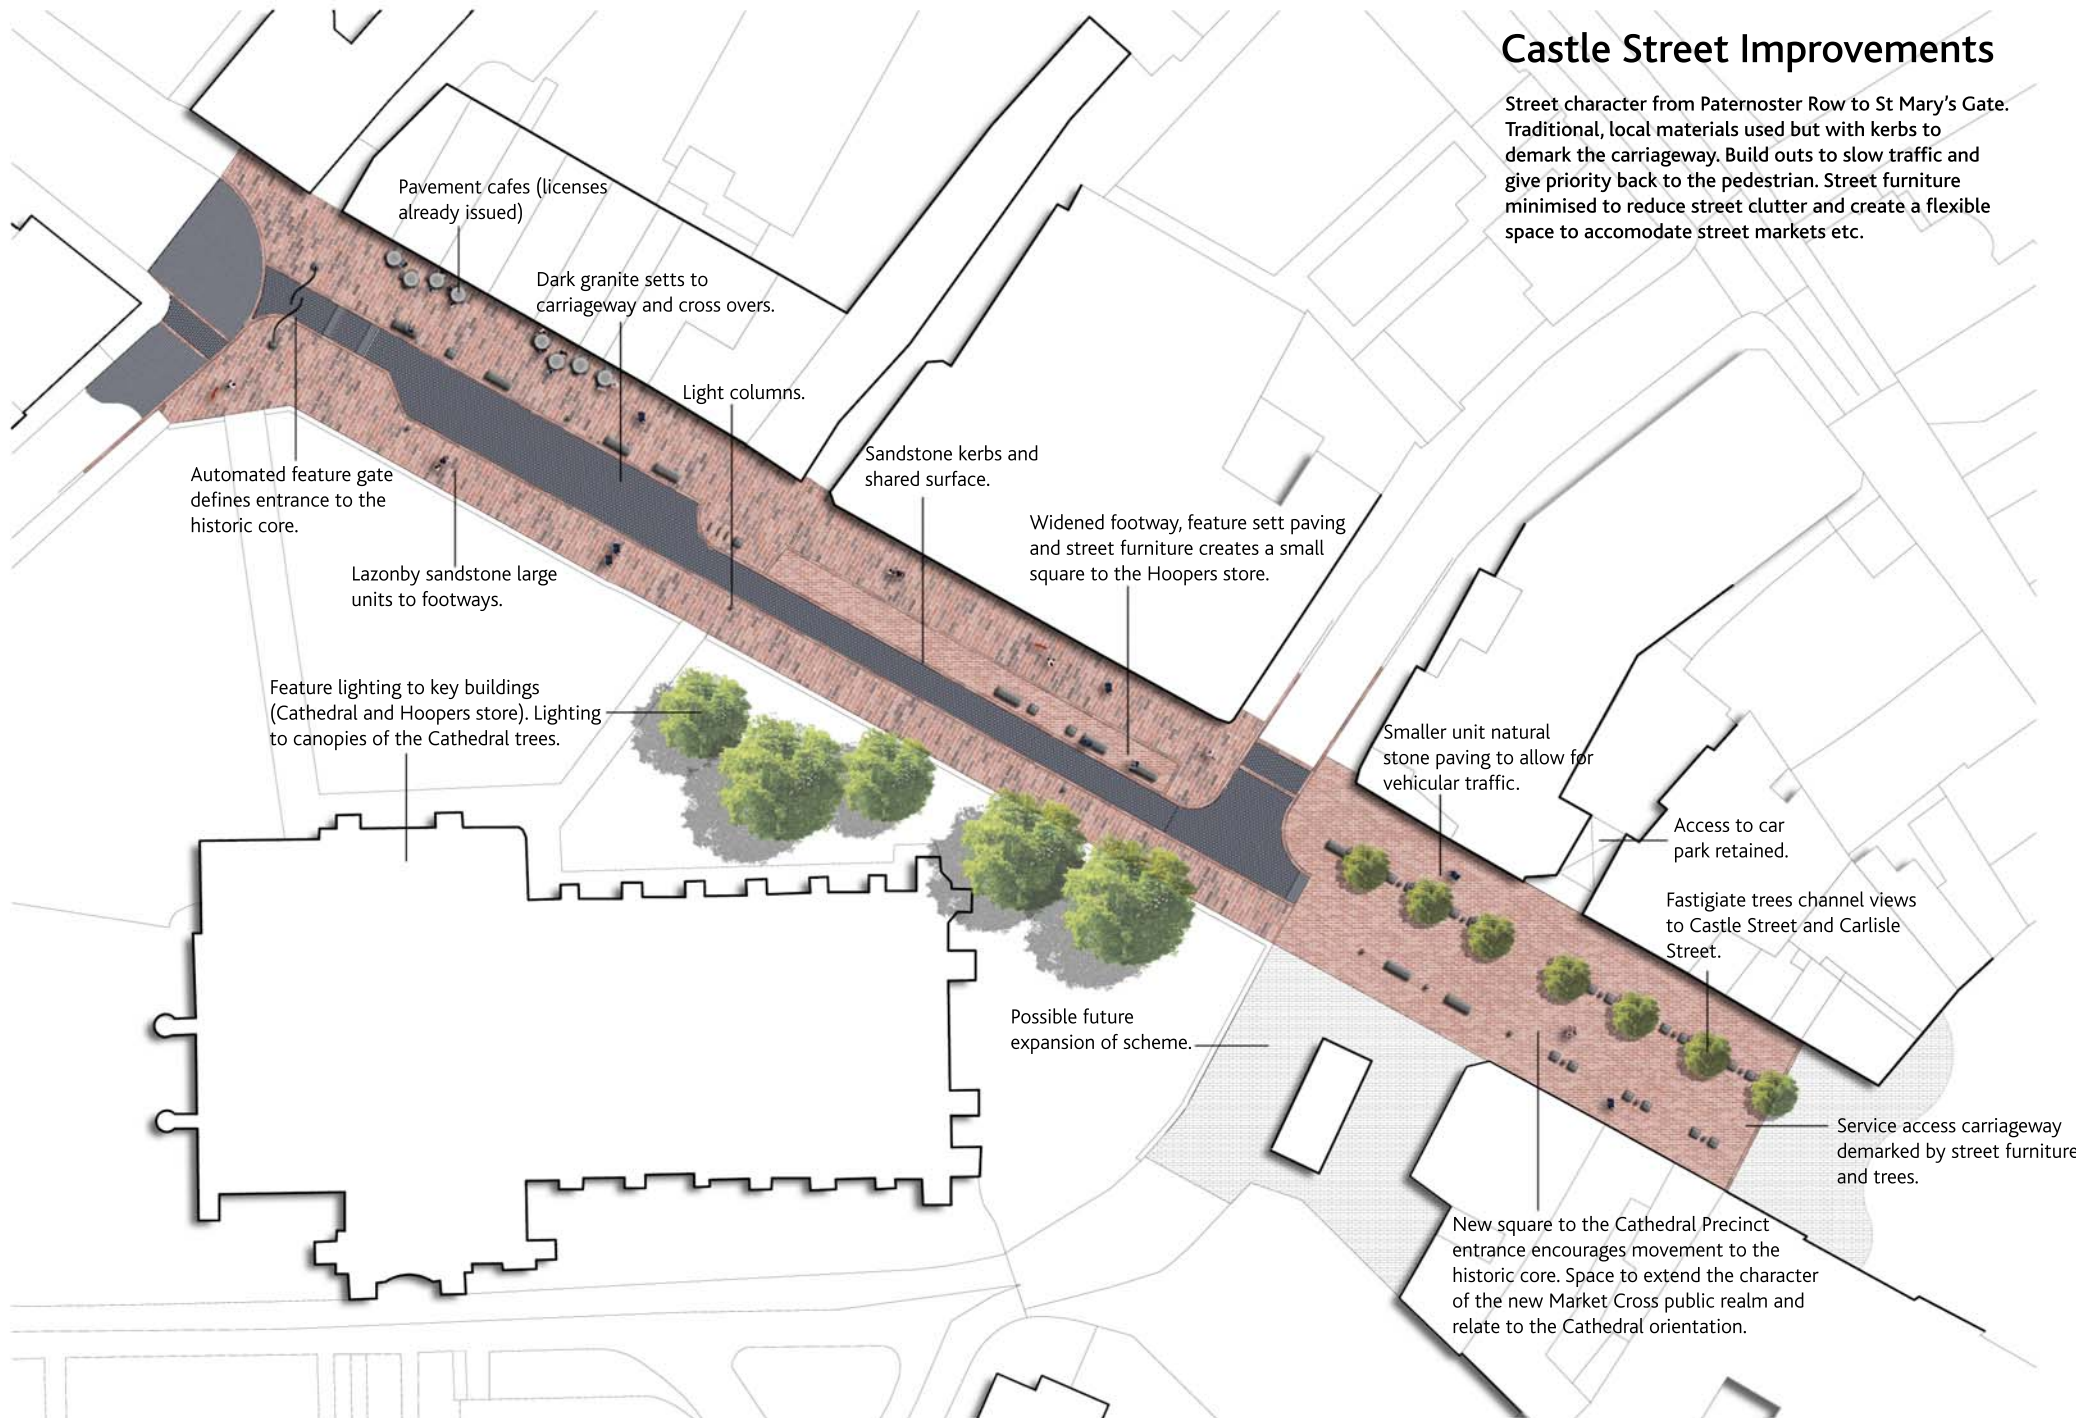 Castle Street Improvements
Street character from Paternoster Row to St Mary’s Gate.
Traditional, local materials used but with kerbs to
demark the carriageway. Build outs to slow traffic and
give priority back to the pedestrian. Street furniture
minimised to reduce street clutter and create a flexible
space to accomodate street markets etc.
Pavement cafes (licenses
already issued)
Dark granite setts to
carriageway and cross overs.
Light columns.
Sandstone kerbs and
shared surface.
Automated feature gate
defines entrance to the
historic core.
Widened footway, feature sett paving
and street furniture creates a small
square to the Hoopers store.
Lazonby sandstone large
units to footways.
Feature lighting to key buildings
(Cathedral and Hoopers store). Lighting
to canopies of the Cathedral trees.
Smaller unit natural
stone paving to allow for
vehicular traffic.
Access to car
park retained.
Fastigiate trees channel views
to Castle Street and Carlisle
Street.
Possible future
expansion of scheme.
Service access carriageway
demarked by street furniture
and trees.
New square to the Cathedral Precinct
entrance encourages movement to the
historic core. Space to extend the character
of the new Market Cross public realm and
relate to the Cathedral orientation.